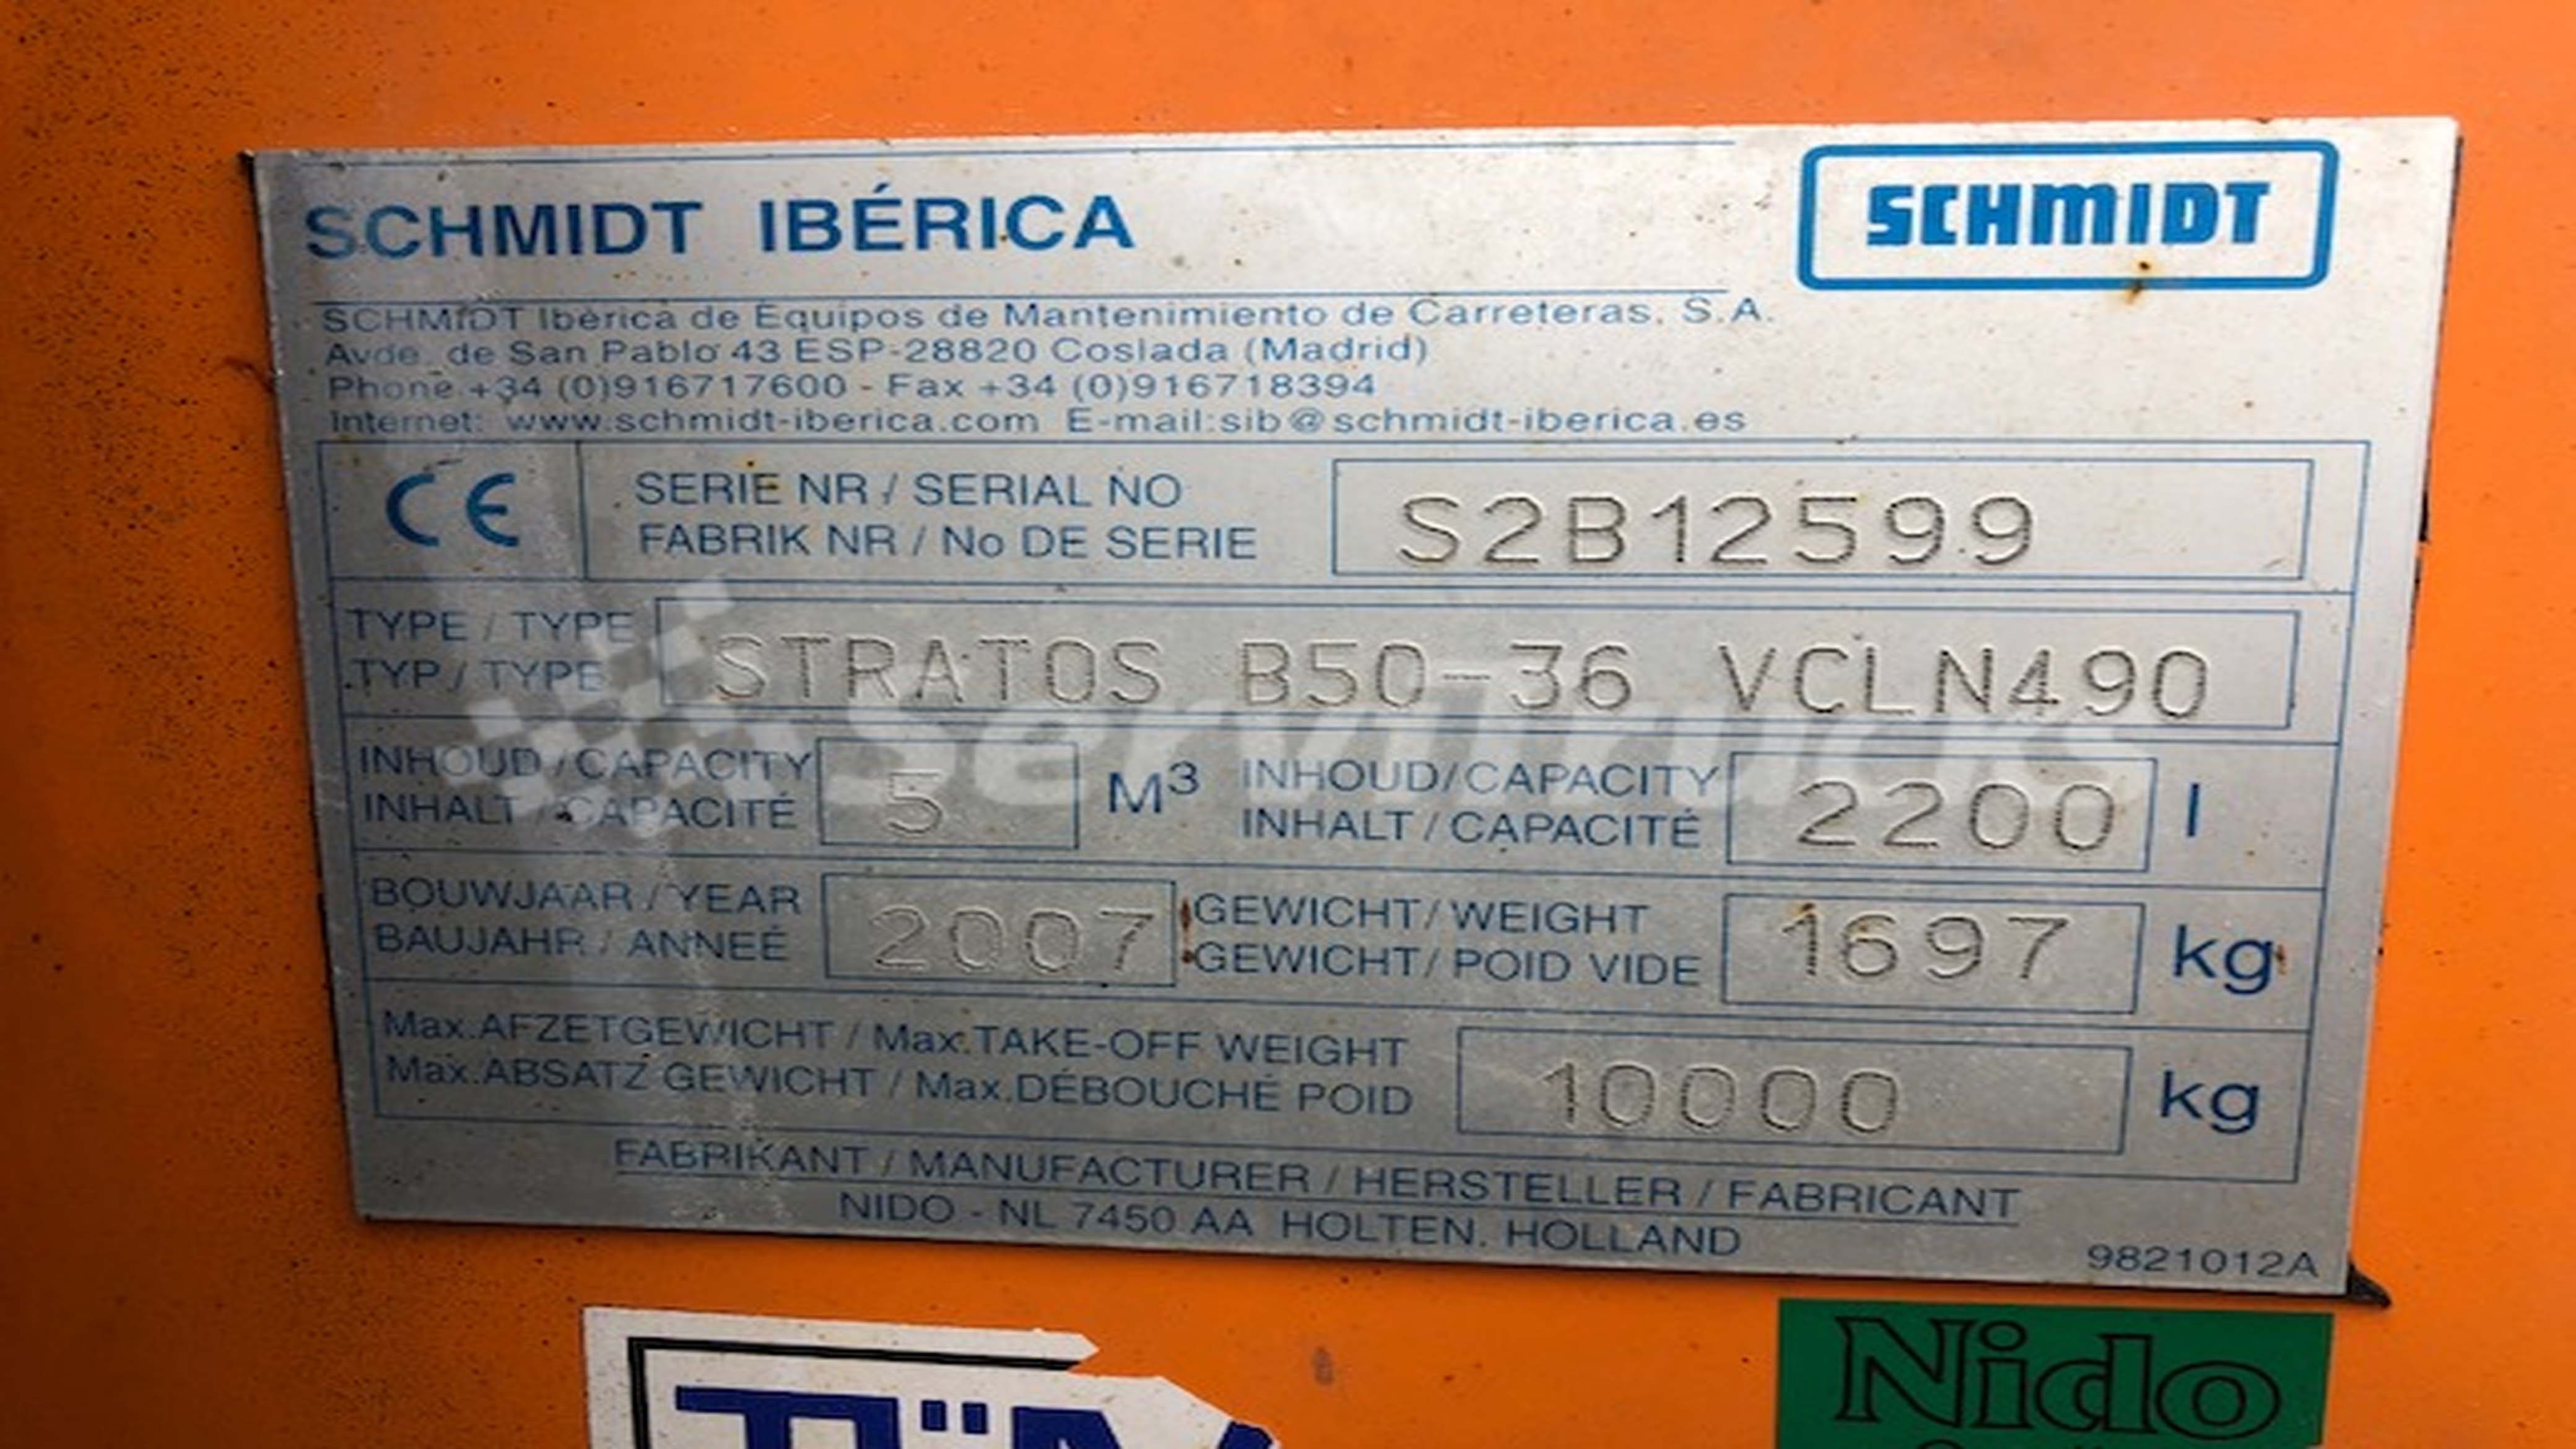 SCHMIDT IBÉRICA
SCHMIDT
SCHMIDT Ibérica de Equipos de Mantenimiento de Carreteras, S.A.
Avde. de San Pablo 43 ESP-28820 Coslada (Madrid)
Phone +34 (0)916717600 - Fax +34 (0)916718394
Internet: www.schmidt-iberica.com E-mail:sib@schmidt-iberica.es
CE
SERIE NR / SERIAL NO
FABRIK NR / No DE SERIE
S2B12599
TYPE / TYPE
TYP / TYPE
STRATOS B50-36 VCLN490
INHOUD/CAPACITY
INHALT / CAPACITÉ
5 M³
INHOUD/CAPACITY
INHALT / CAPACITÉ
2200 l
BOUWJAAR / YEAR
BAUJAHR / ANNEÉ
2007
GEWICHT/ WEIGHT
GEWICHT/ POID VIDE
1697 kg
Max.AFZETGEWICHT / Max.TAKE-OFF WEIGHT
Max.ABSATZ GEWICHT / Max.DÉBOUCHÉ POID
10000 kg
FABRIKANT / MANUFACTURER / HERSTELLER / FABRICANT
NIDO - NL 7450 AA HOLTEN. HOLLAND
9821012A
ServiTrucks
Nido